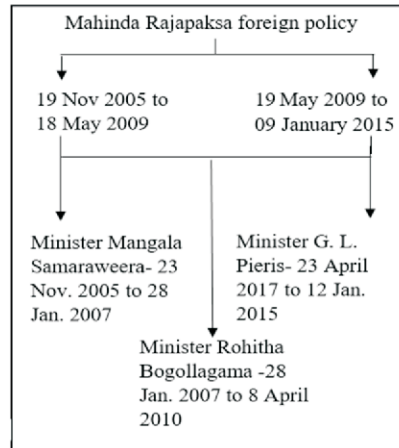 Mahinda Rajapaksa foreign policy
19 Nov 2005 to
18 May 2009
19 May 2009 to
09 January 2015
Minister Mangala
Samaraweera- 23
Nov. 2005 to 28
Jan. 2007
Minister G. L.
Pieris- 23 April
2017 to 12 Jan.
2015
Minister Rohitha
Bogollagama -28
Jan. 2007 to 8 April
2010